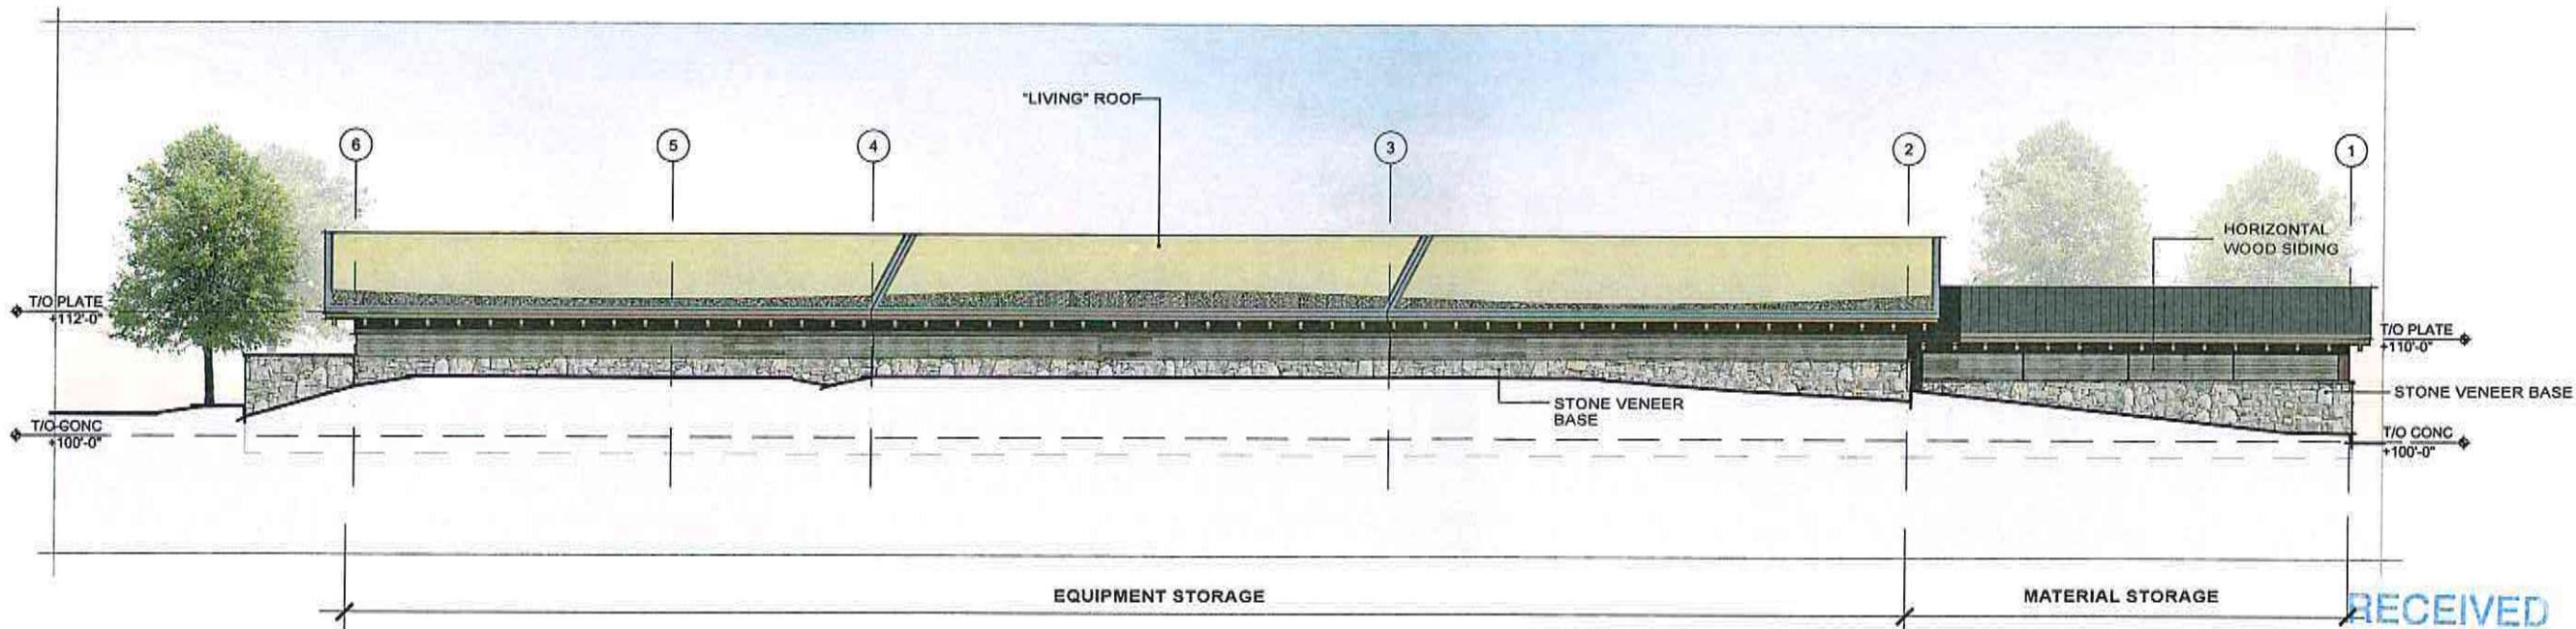 "LIVING" ROOF
6
5
4
3
2
1
HORIZONTAL
WOOD SIDING
T/O PLATE
+112'-0"
T/O PLATE
+110'-0"
STONE VENEER BASE
STONE VENEER
BASE
T/O CONC
+100'-0"
T/O CONC
+100'-0"
EQUIPMENT STORAGE
MATERIAL STORAGE
RECEIVED